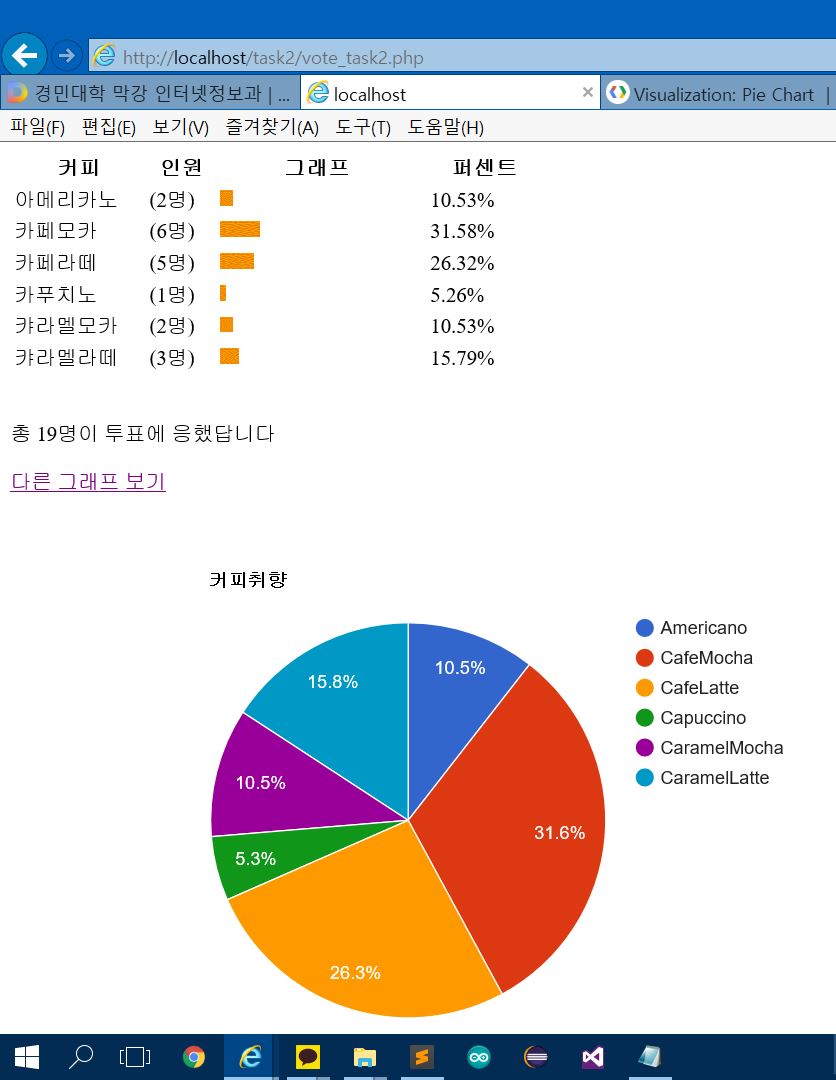 http://localhost/task2/vote_task2.php
경민대학 막강 인터넷정보과 | ... localhost × Visualization: Pie Chart |
파일(F) 편집(E) 보기(V) 즐겨찾기(A) 도구(T) 도움말(H)
커피 인원 그래프 퍼센트
아메리카노 (2명) 10.53%
카페모카 (6명) 31.58%
카페라떼 (5명) 26.32%
카푸치노 (1명) 5.26%
캬라멜모카 (2명) 10.53%
캬라멜라떼 (3명) 15.79%
총 19명이 투표에 응했답니다
다른 그래프 보기
커피취향
Americano
CafeMocha
CafeLatte
Capuccino
CaramelMocha
CaramelLatte
10.5%
31.6%
26.3%
5.3%
10.5%
15.8%